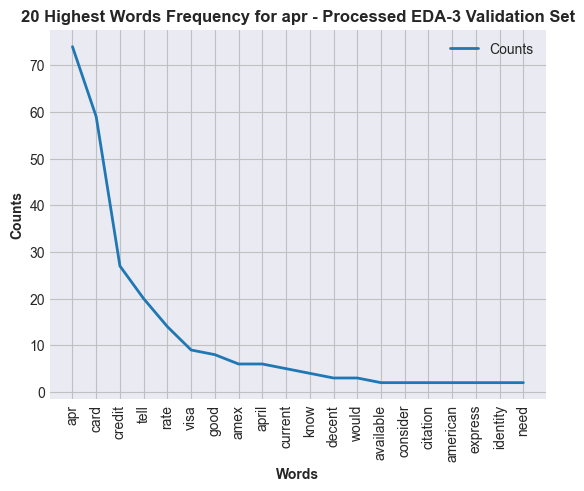 20 Highest Words Frequency for apr - Processed EDA-3 Validation Set
Counts
70
60
50
40
30
20
10
0
Counts
apr
card
credit
tell
rate
visa
good
amex
april
current
know
decent
would
available
consider
citation
american
express
identity
need
Words